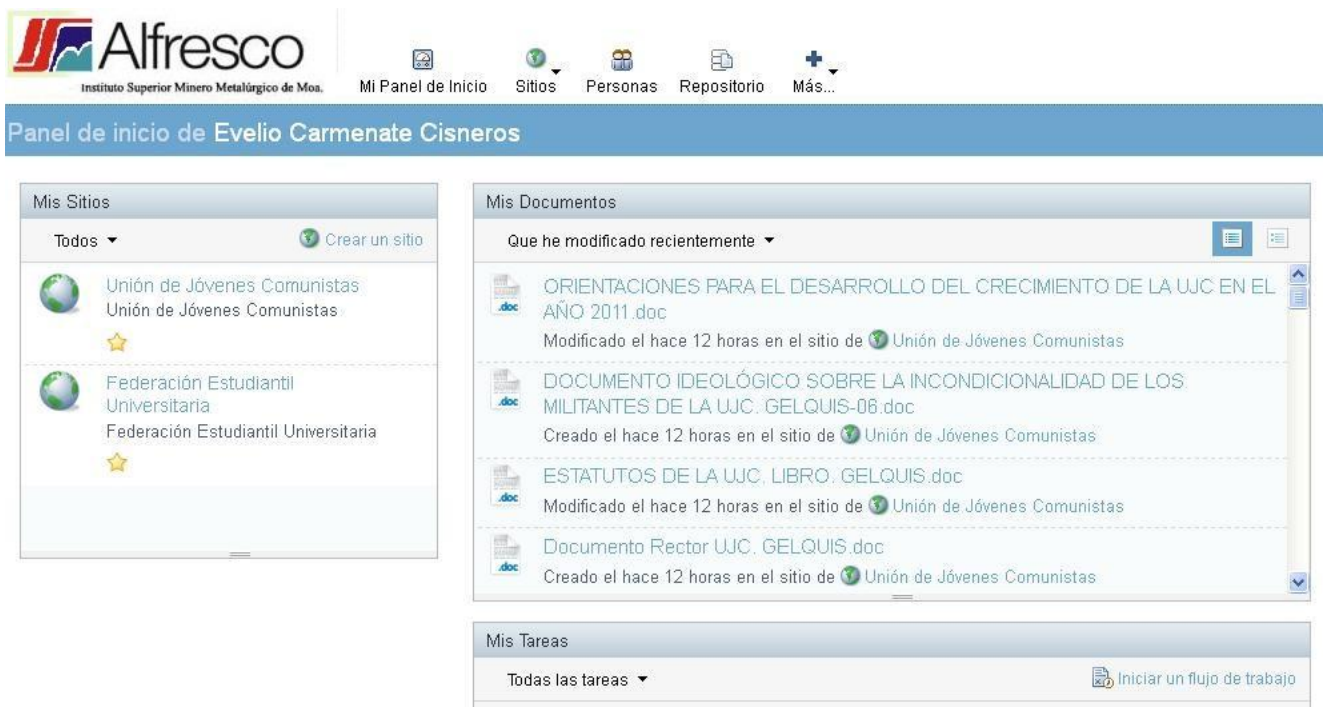 Alfresco
Instituto Superior Minero Metalúrgico de Moa.
Mi Panel de Inicio Sitios Personas Repositorio Más...
Panel de inicio de Evelio Carmenate Cisneros
Mis Sitios
Todos Crear un sitio
Unión de Jóvenes Comunistas
Unión de Jóvenes Comunistas
Federación Estudiantil
Universitaria
Federación Estudiantil Universitaria
Mis Documentos
Que he modificado recientemente
.doc
ORIENTACIONES PARA EL DESARROLLO DEL CRECIMIENTO DE LA UJC EN EL
AÑO 2011.doc
Modificado el hace 12 horas en el sitio de Unión de Jóvenes Comunistas
.doc
DOCUMENTO IDEOLÓGICO SOBRE LA INCONDICIONALIDAD DE LOS
MILITANTES DE LA UJC. GELQUIS-06.doc
Creado el hace 12 horas en el sitio de Unión de Jóvenes Comunistas
.doc
ESTATUTOS DE LA UJC. LIBRO. GELQUIS.doc
Modificado el hace 12 horas en el sitio de Unión de Jóvenes Comunistas
.doc
Documento Rector UJC. GELQUIS.doc
Creado el hace 12 horas en el sitio de Unión de Jóvenes Comunistas
Mis Tareas
Todas las tareas Iniciar un flujo de trabajo